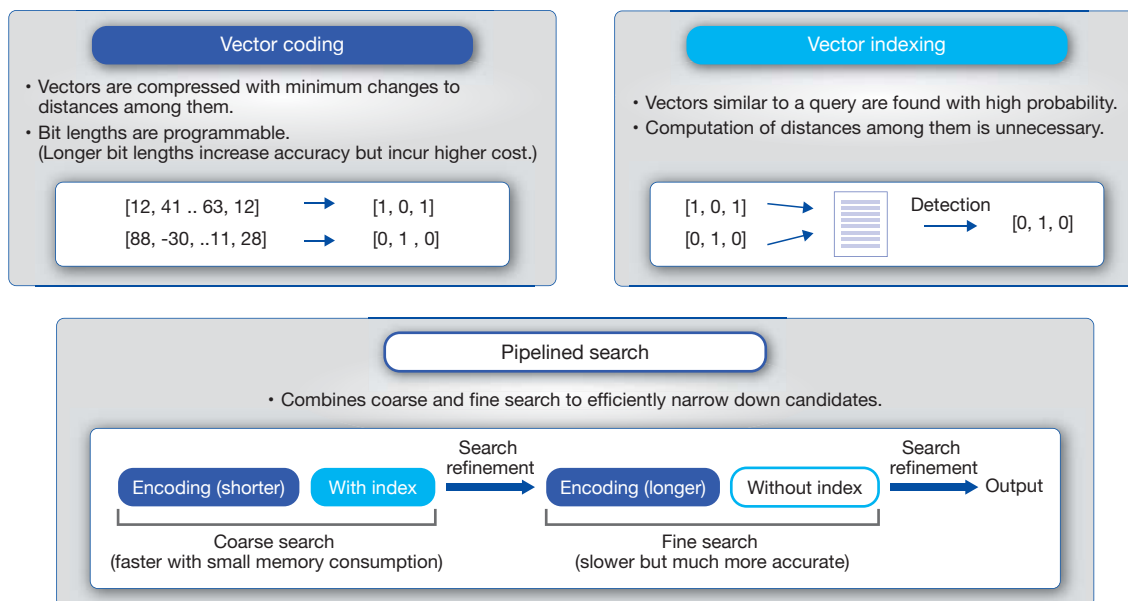 Vector coding
・Vectors are compressed with minimum changes to
distances among them.
・Bit lengths are programmable.
(Longer bit lengths increase accuracy but incur higher cost.)
[12, 41 .. 63, 12]
[1, 0, 1]
[88, -30, ..11, 28]
[0, 1 , 0]
Vector indexing
・Vectors similar to a query are found with high probability.
・Computation of distances among them is unnecessary.
[1, 0, 1]
[0, 1, 0]
Detection
[0, 1, 0]
Pipelined search
・Combines coarse and fine search to efficiently narrow down candidates.
Encoding (shorter)
With index
Search
refinement
Encoding (longer)
Without index
Search
refinement
Output
Coarse search
(faster with small memory consumption)
Fine search
(slower but much more accurate)